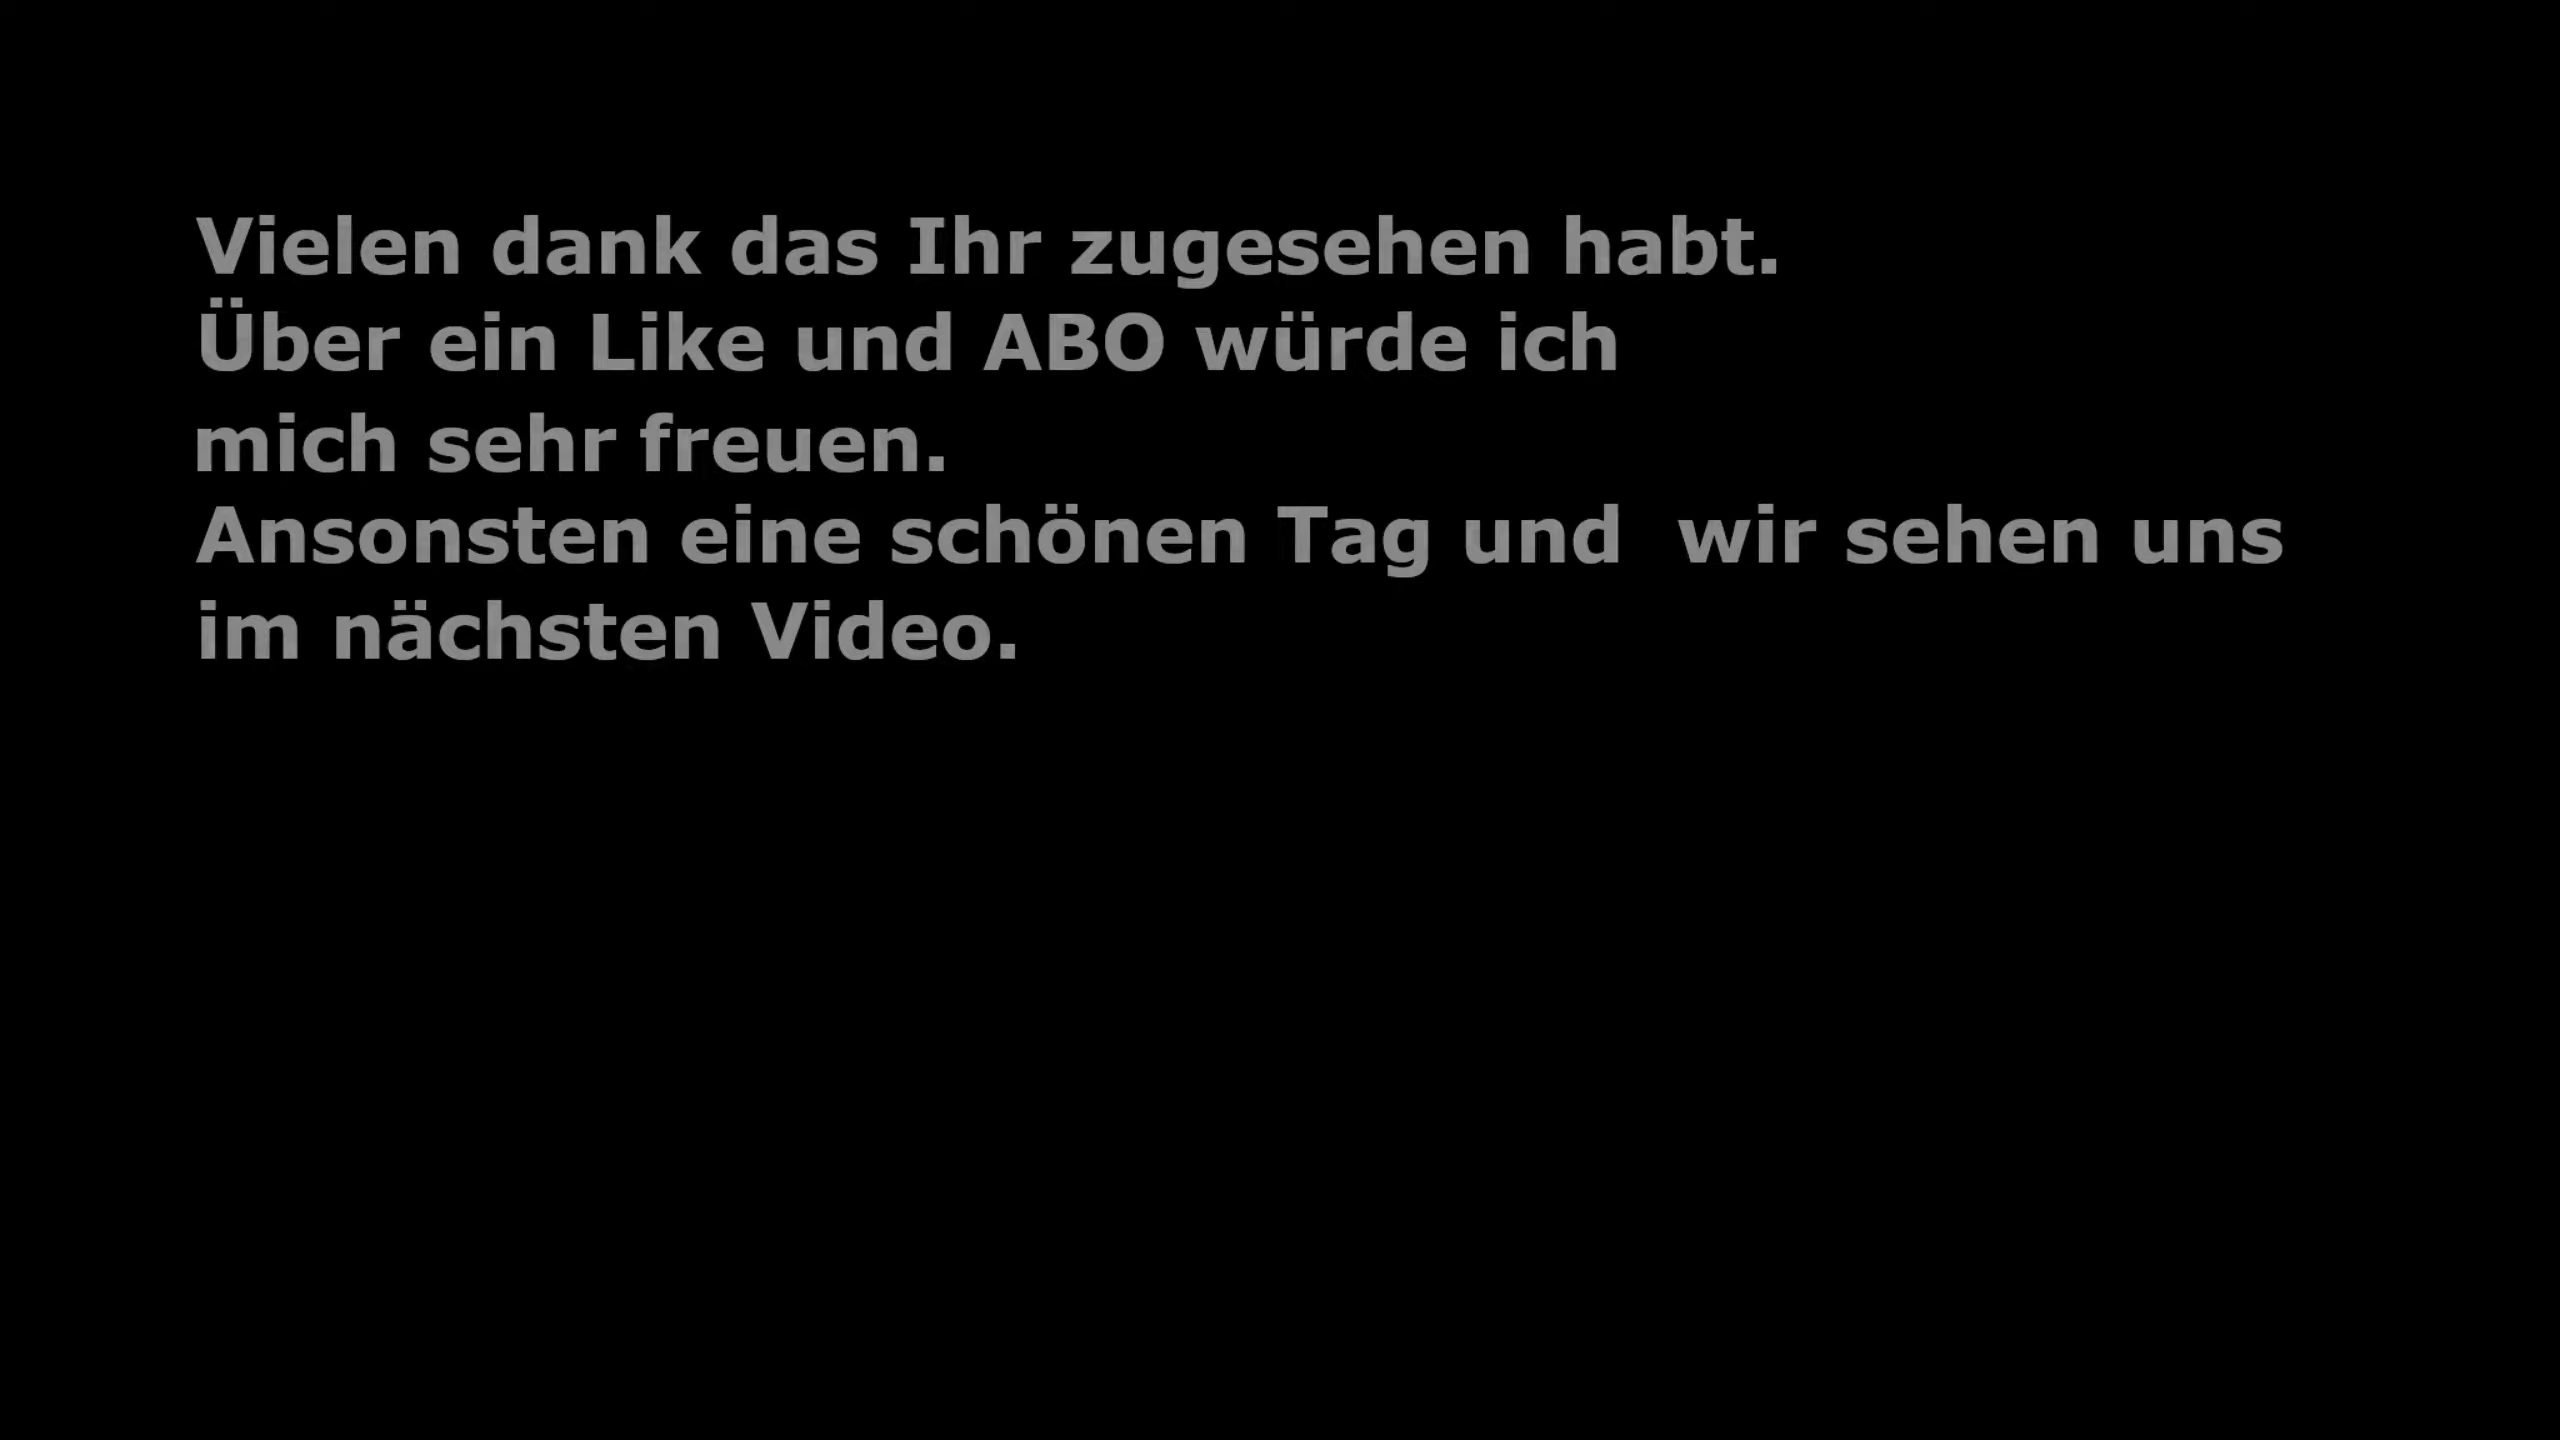 Vielen dank das Ihr zugesehen habt.
Über ein Like und ABO würde ich
mich sehr freuen.
Ansonsten eine schönen Tag und  wir sehen uns
im nächsten Video.